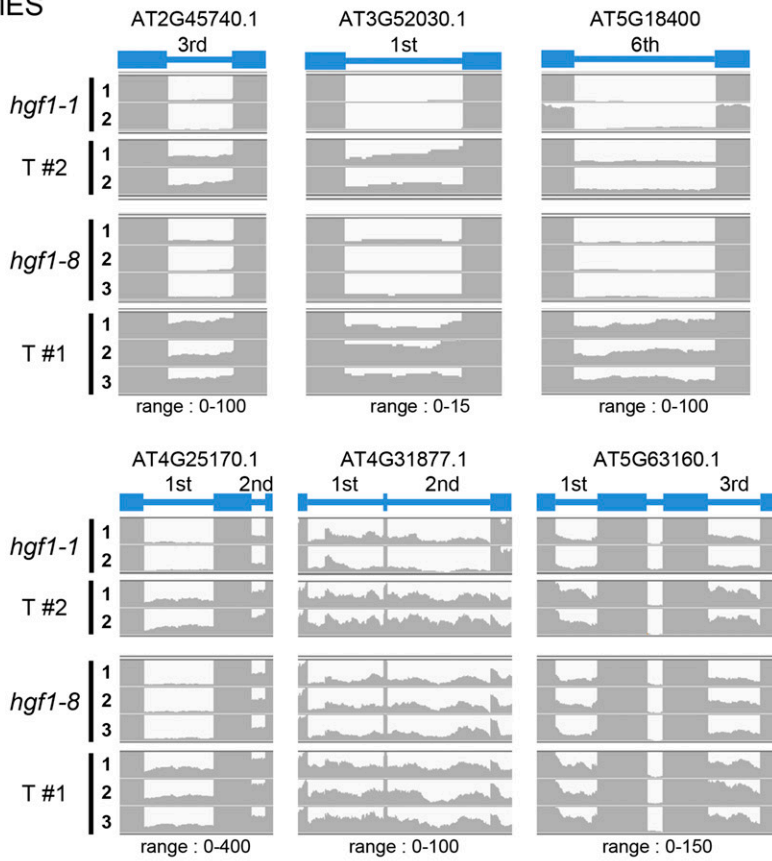 IES
AT2G45740.1 AT3G52030.1 AT5G18400
3rd 1st 6th
hgf1-1 1
2
T #2 1
2
hgf1-8 1
2
3
T #1 1
2
3
range : 0-100 range : 0-15 range : 0-100
AT4G25170.1 AT4G31877.1 AT5G63160.1
1st 2nd 1st 2nd 1st 3rd
hgf1-1 1
2
T #2 1
2
hgf1-8 1
2
3
T #1 1
2
3
range : 0-400 range : 0-100 range : 0-150